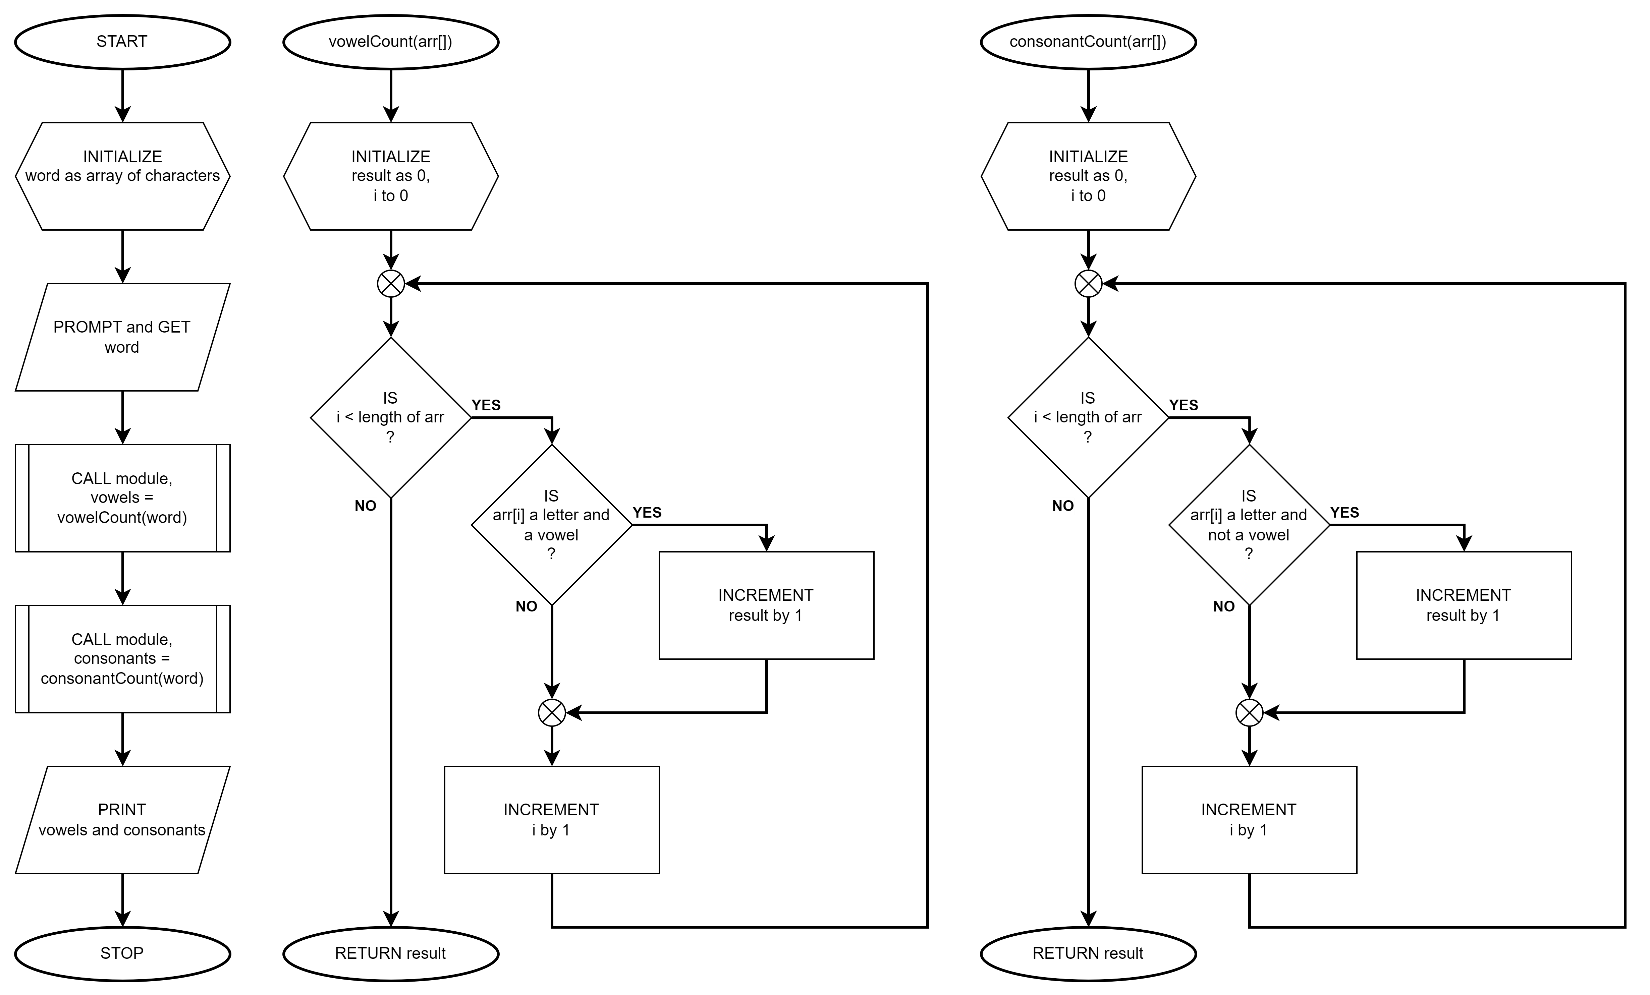 START
INITIALIZE
word as array of characters
PROMPT and GET
word
CALL module,
vowels =
vowelCount(word)
CALL module,
consonants =
consonantCount(word)
PRINT
vowels and consonants
STOP
vowelCount(arr[])
INITIALIZE
result as 0,
i to 0
IS
i < length of arr
?
YES
NO
IS
arr[i] a letter and
a vowel
?
YES
NO
INCREMENT
result by 1
INCREMENT
i by 1
RETURN result
consonantCount(arr[])
INITIALIZE
result as 0,
i to 0
IS
i < length of arr
?
YES
NO
IS
arr[i] a letter and
not a vowel
?
YES
NO
INCREMENT
result by 1
INCREMENT
i by 1
RETURN result